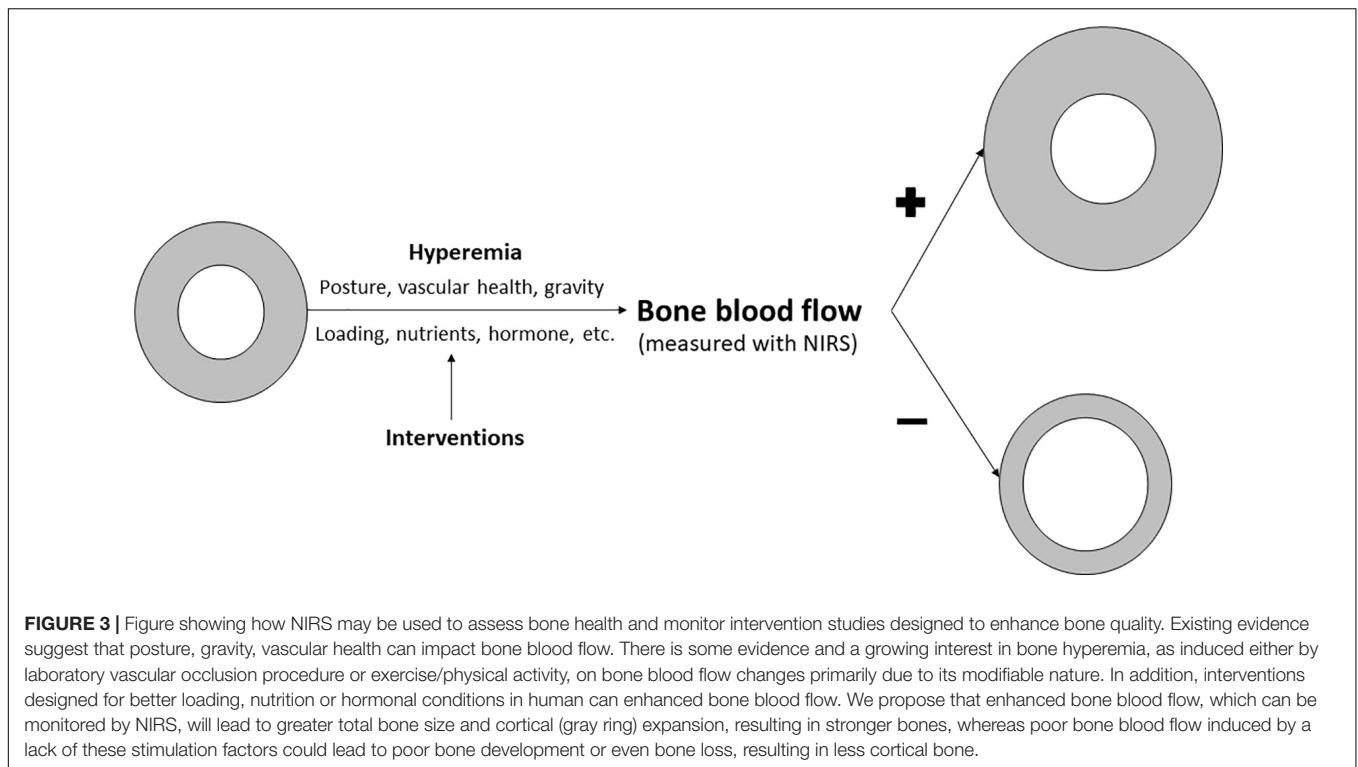 Hyperemia
Posture, vascular health, gravity
Loading, nutrients, hormone, etc.
Interventions
Bone blood flow
(measured with NIRS)
+
−
FIGURE 3 | Figure showing how NIRS may be used to assess bone health and monitor intervention studies designed to enhance bone quality. Existing evidence
suggest that posture, gravity, vascular health can impact bone blood flow. There is some evidence and a growing interest in bone hyperemia, as induced either by
laboratory vascular occlusion procedure or exercise/physical activity, on bone blood flow changes primarily due to its modifiable nature. In addition, interventions
designed for better loading, nutrition or hormonal conditions in human can enhanced bone blood flow. We propose that enhanced bone blood flow, which can be
monitored by NIRS, will lead to greater total bone size and cortical (gray ring) expansion, resulting in stronger bones, whereas poor bone blood flow induced by a
lack of these stimulation factors could lead to poor bone development or even bone loss, resulting in less cortical bone.